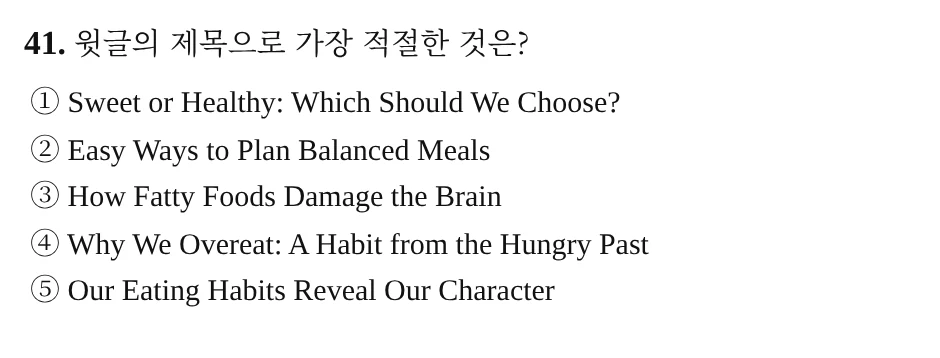 41. 윗글의 제목으로 가장 적절한 것은?
① Sweet or Healthy: Which Should We Choose?
② Easy Ways to Plan Balanced Meals
③ How Fatty Foods Damage the Brain
④ Why We Overeat: A Habit from the Hungry Past
⑤ Our Eating Habits Reveal Our Character